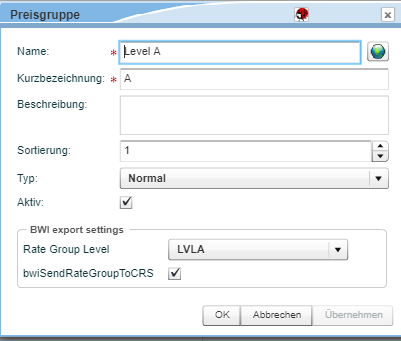 Preisgruppe
Name: * Level A
Kurzbezeichnung: * A
Beschreibung:
Sortierung: 1
Typ: Normal
Aktiv:
BWI export settings
Rate Group Level LVLA
bwiSendRateGroupToCRS
OK Abbrechen Übernehmen